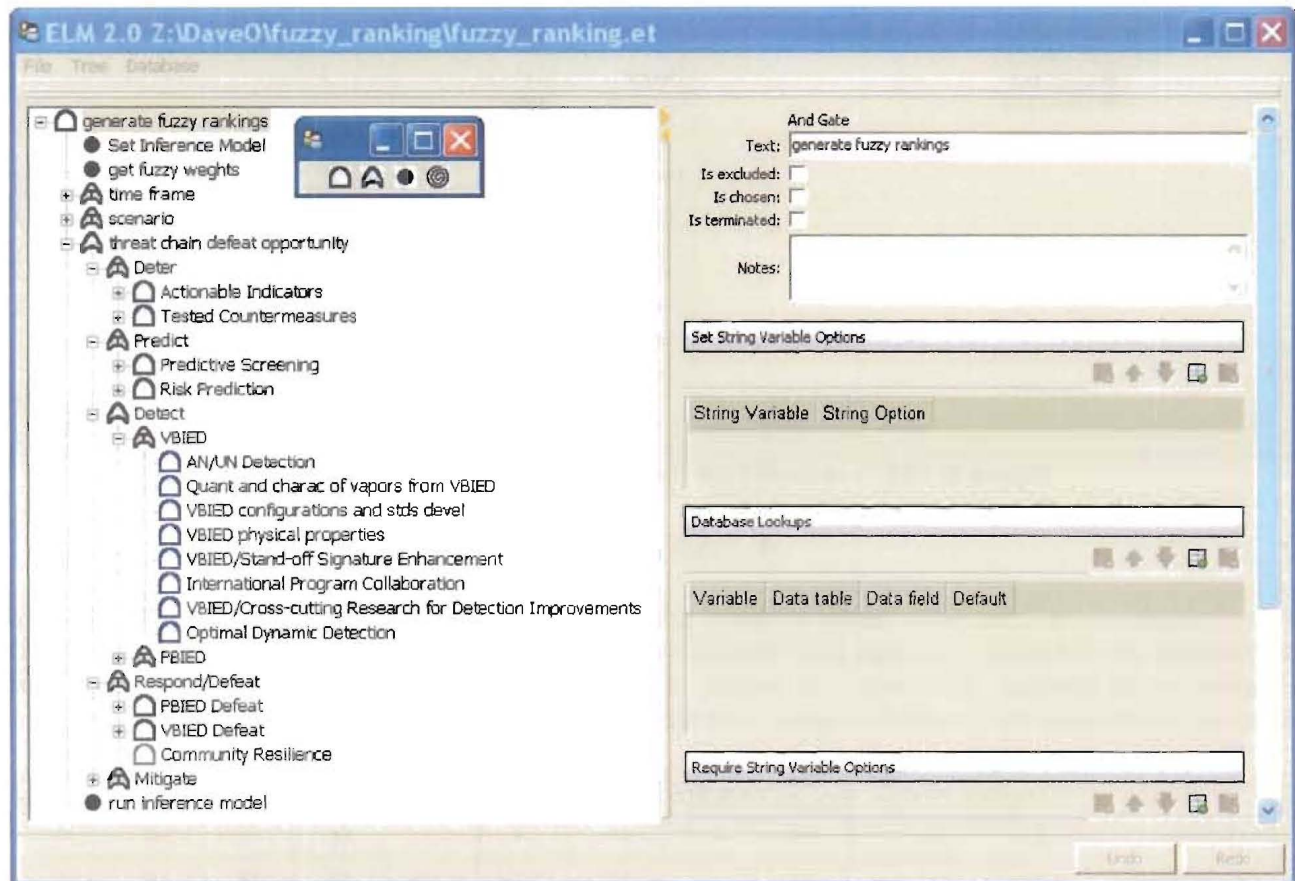 ELM 2.0 Z:\DaveO\fuzzy_ranking\fuzzy_ranking.et
File Tree Database
generate fuzzy rankings
Set Inference Model
get fuzzy weghts
time frame
scenario
threat chain defeat opportunity
Deter
Actionable Indicators
Tested Countermeasures
Predict
Predictive Screening
Risk Prediction
Detect
VBIED
AN/UN Detection
Quant and charac of vapors from VBIED
VBIED configurations and stds devel
VBIED physical properties
VBIED/Stand-off Signature Enhancement
International Program Collaboration
VBIED/Cross-cutting Research for Detection Improvements
Optimal Dynamic Detection
PBIED
Respond/Defeat
PBIED Defeat
VBIED Defeat
Community Resilience
Mitigate
run inference model
And Gate
Text: generate fuzzy rankings
Is excluded:
Is chosen:
Is terminated:
Notes:
Set String Variable Options
String Variable String Option
Database Lookups
Variable Data table Data field Default
Require String Variable Options
Undo Redo